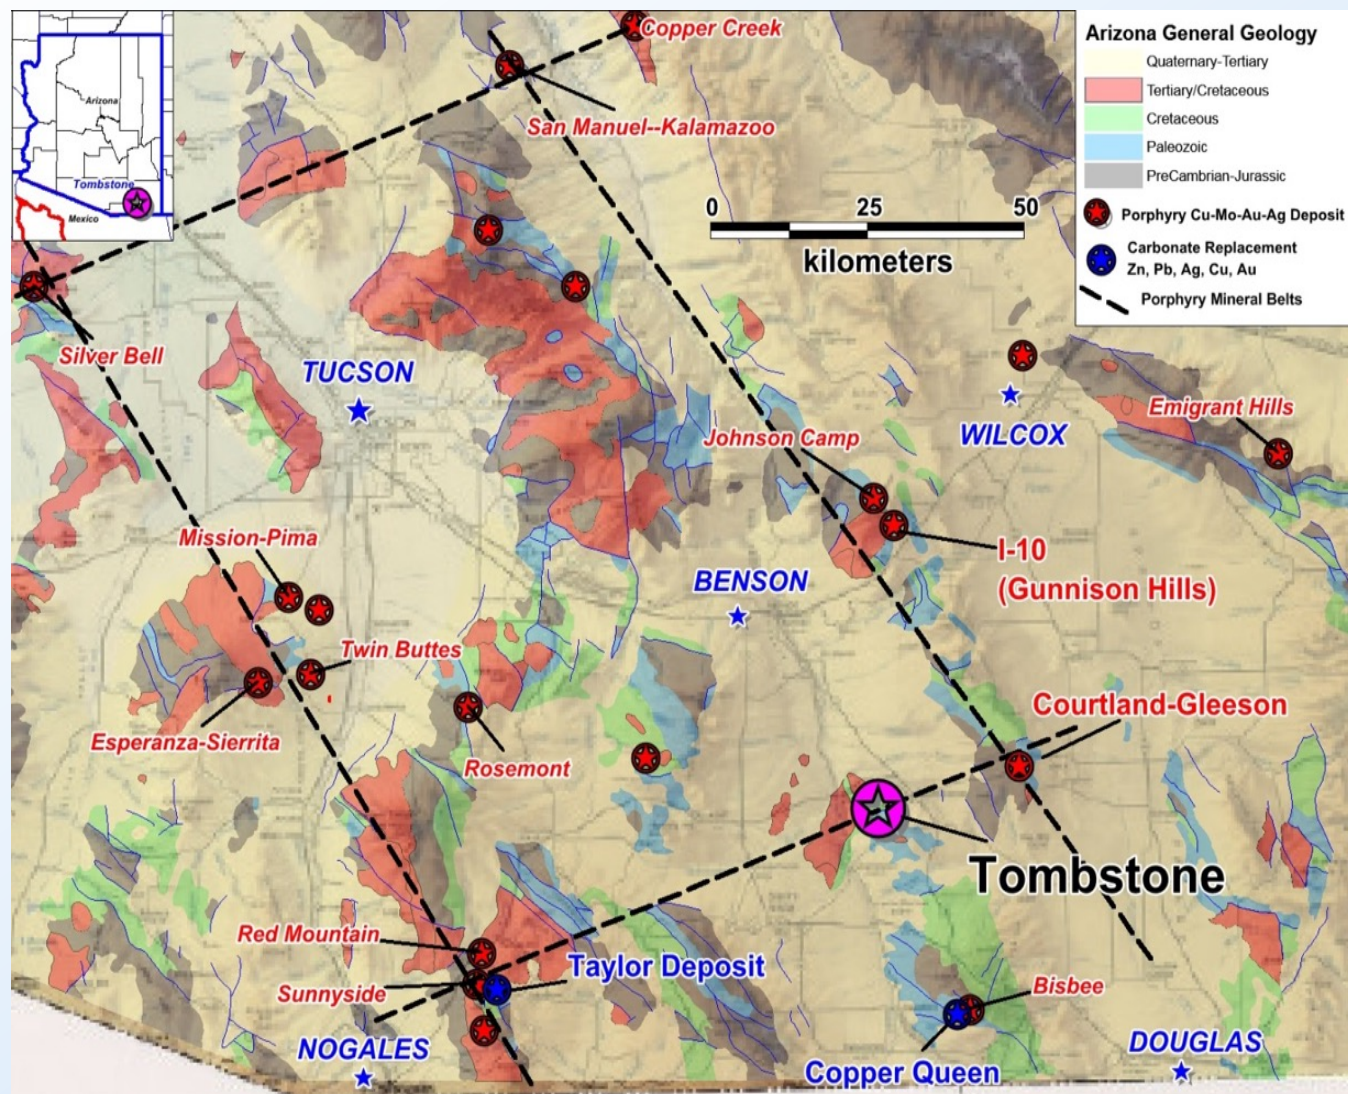 Arizona
Tombstone
Mexico
Copper Creek
San Manuel--Kalamazoo
0 25 50
kilometers
Arizona General Geology
Quaternary-Tertiary
Tertiary/Cretaceous
Cretaceous
Paleozoic
PreCambrian-Jurassic
Porphyry Cu-Mo-Au-Ag Deposit
Carbonate Replacement
Zn, Pb, Ag, Cu, Au
Porphyry Mineral Belts
Silver Bell
TUCSON
WILCOX
Emigrant Hills
Johnson Camp
Mission-Pima
I-10
(Gunnison Hills)
BENSON
Twin Buttes
Esperanza-Sierrita
Rosemont
Courtland-Gleeson
Tombstone
Red Mountain
Sunnyside
Taylor Deposit
NOGALES
Bisbee
Copper Queen
DOUGLAS